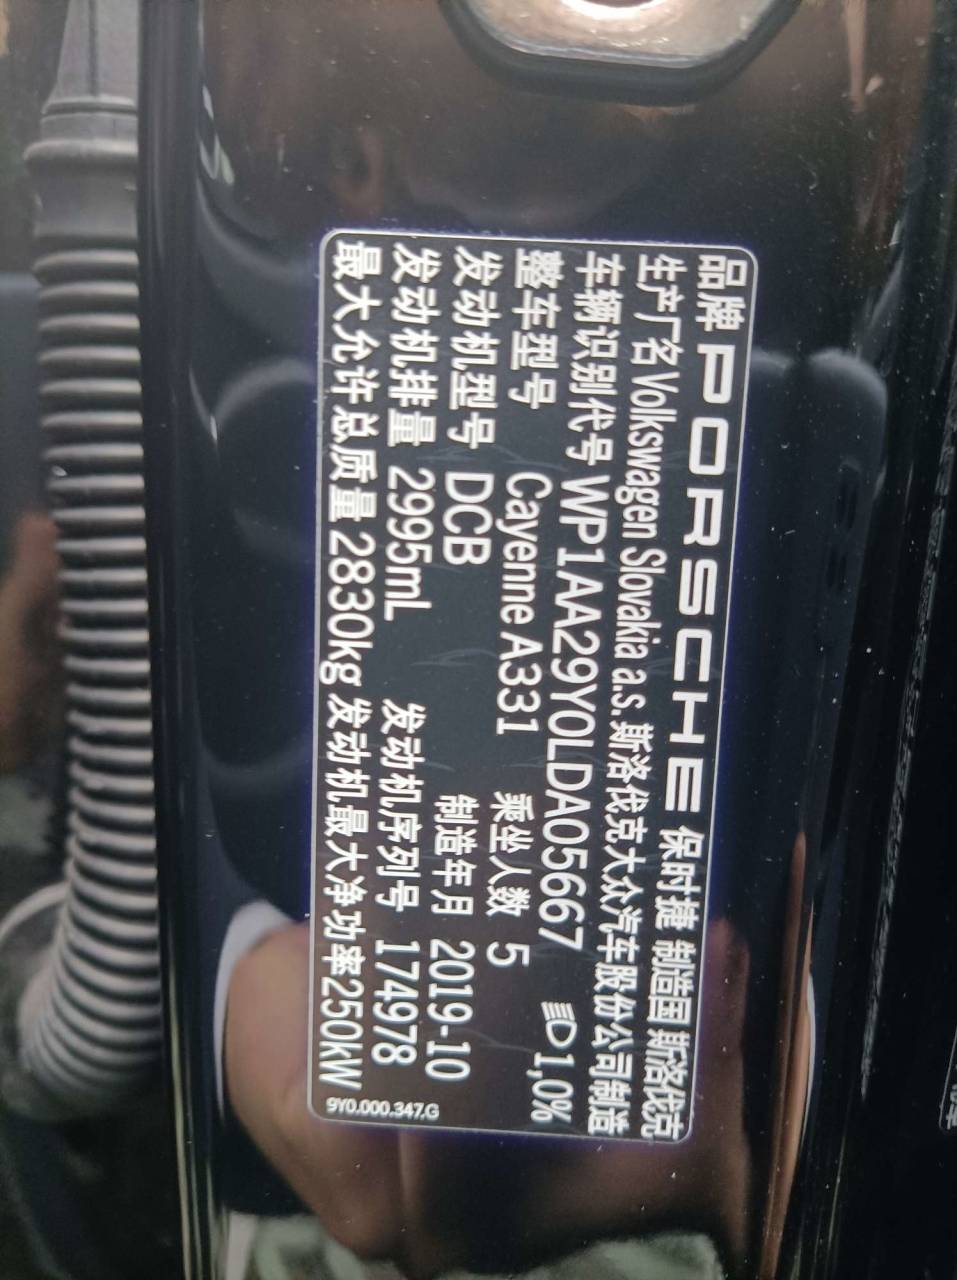 品牌 PORSCHE 保时捷 制造国 斯洛伐克
生产厂名 Volkswagen Slovakia a.s. 斯洛伐克大众汽车股份公司制造
车辆识别代号 WP1AA29Y0LDA05667
整车型号 Cayenne A331 乘坐人数 5 1,0%
发动机型号 DCB 制造年月 2019-10
发动机排量 2995mL 发动机序列号 174978
最大允许总质量 2830kg 发动机最大净功率250kW
9Y0.000.347.G